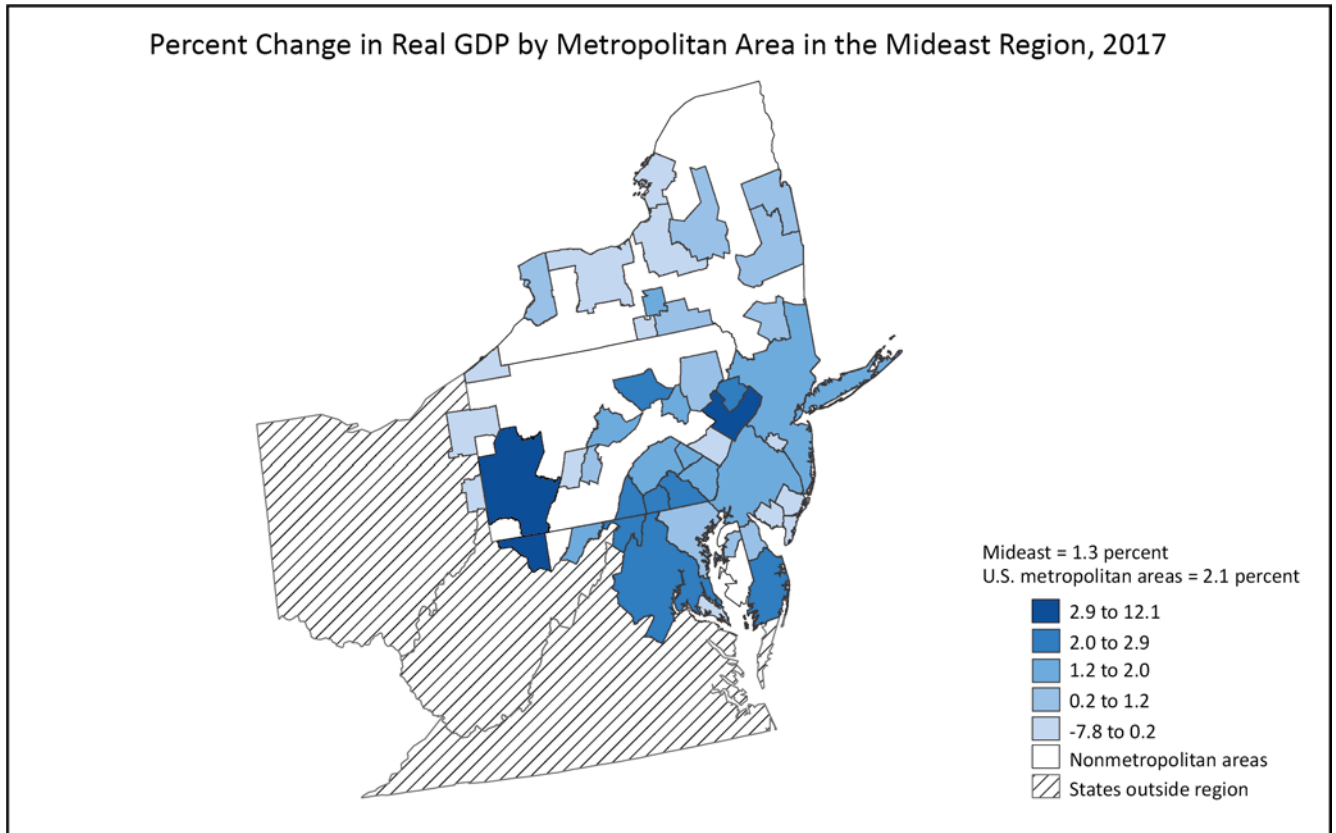 Percent Change in Real GDP by Metropolitan Area in the Mideast Region, 2017
Mideast = 1.3 percent
U.S. metropolitan areas = 2.1 percent
2.9 to 12.1
2.0 to 2.9
1.2 to 2.0
0.2 to 1.2
-7.8 to 0.2
Nonmetropolitan areas
States outside region